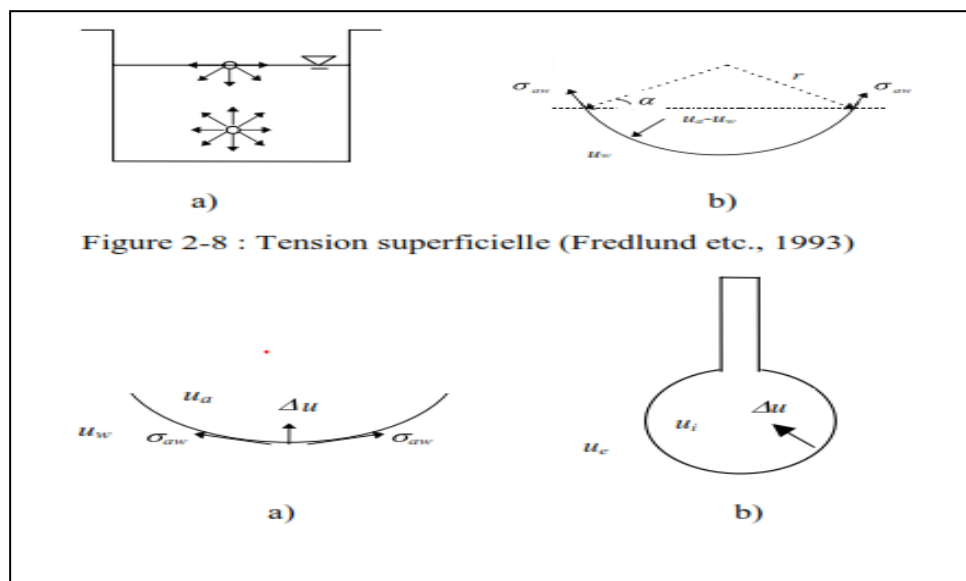 r
σaw
σaw
α
ua-uw
uw
a)
b)
Figure 2-8 : Tension superficielle (Fredlund etc., 1993)
ua
Δu
uw
σaw
σaw
Δu
ui
ue
a)
b)